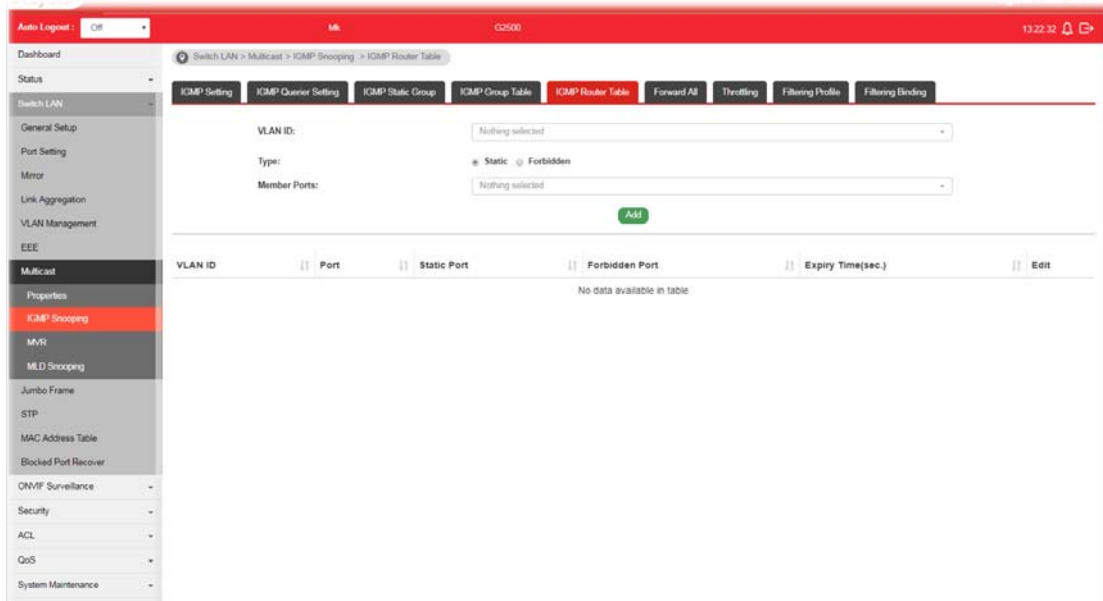 Auto Logout : Off Mk G2500 13:22:32
Dashboard
Status
Switch LAN
General Setup
Port Setting
Mirror
Link Aggregation
VLAN Management
EEE
Multicast
Properties
IGMP Snooping
MVR
MLD Snooping
Jumbo Frame
STP
MAC Address Table
Blocked Port Recover
ONVIF Surveillance
Security
ACL
QoS
System Maintenance
Switch LAN > Multicast > IGMP Snooping > IGMP Router Table
IGMP Setting IGMP Querier Setting IGMP Static Group IGMP Group Table IGMP Router Table Forward All Throttling Filtering Profile Filtering Binding
VLAN ID: Nothing selected
Type: Static Forbidden
Member Ports: Nothing selected
Add
VLAN ID Port Static Port Forbidden Port Expiry Time(sec.) Edit
No data available in table